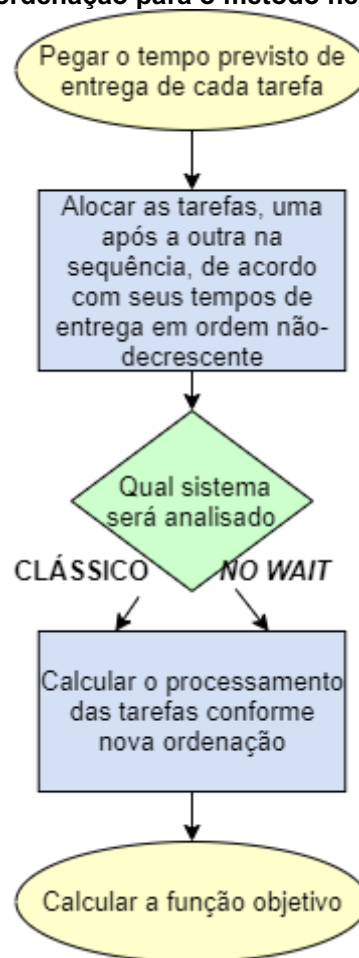 ordenação para o método
Pegar o tempo previsto de
entrega de cada tarefa
Alocar as tarefas, uma
após a outra na
sequência, de acordo
com seus tempos de
entrega em ordem não-
decrescente
Qual sistema
será analisado
CLÁSSICO NO WAIT
Calcular o processamento
das tarefas conforme
nova ordenação
Calcular a função objetivo